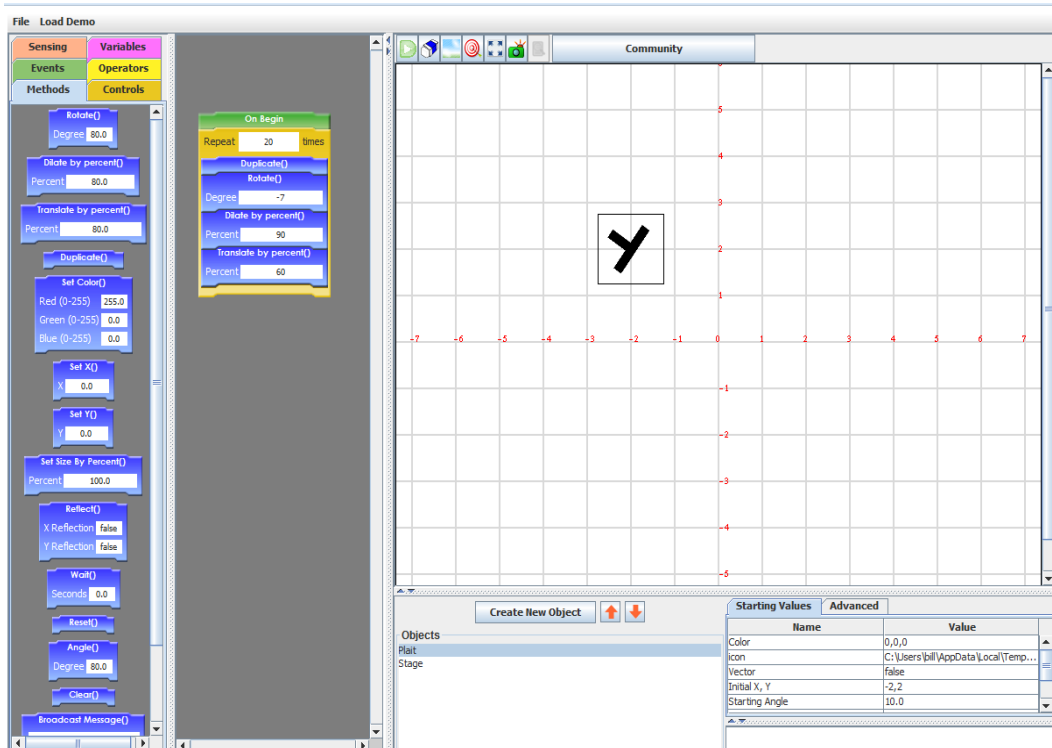 File Load Demo
Sensing Variables
Events Operators
Methods Controls
Rotate()
Degree 80.0
Dilate by percent()
Percent 80.0
Translate by percent()
Percent 80.0
Duplicate()
Set Color()
Red (0-255) 255.0
Green (0-255) 0.0
Blue (0-255) 0.0
Set X()
X 0.0
Set Y()
Y 0.0
Set Size By Percent()
Percent 100.0
Reflect()
X Reflection false
Y Reflection false
Wait()
Seconds 0.0
Reset()
Angle()
Degree 80.0
Clear()
Broadcast Message()
On Begin
Repeat 20 times
Duplicate()
Rotate()
Degree -7
Dilate by percent()
Percent 90
Translate by percent()
Percent 60
Community
5
4
3
2
1
-7 -6 -5 -4 -3 -2 -1 0 1 2 3 4 5 6 7
-1
-2
-3
-4
-5
Create New Object
Objects
Plait
Stage
Starting Values Advanced
Name Value
Color 0,0,0
icon C:\Users\bill\AppData\Local\Temp...
Vector false
Initial X, Y -2,2
Starting Angle 10.0